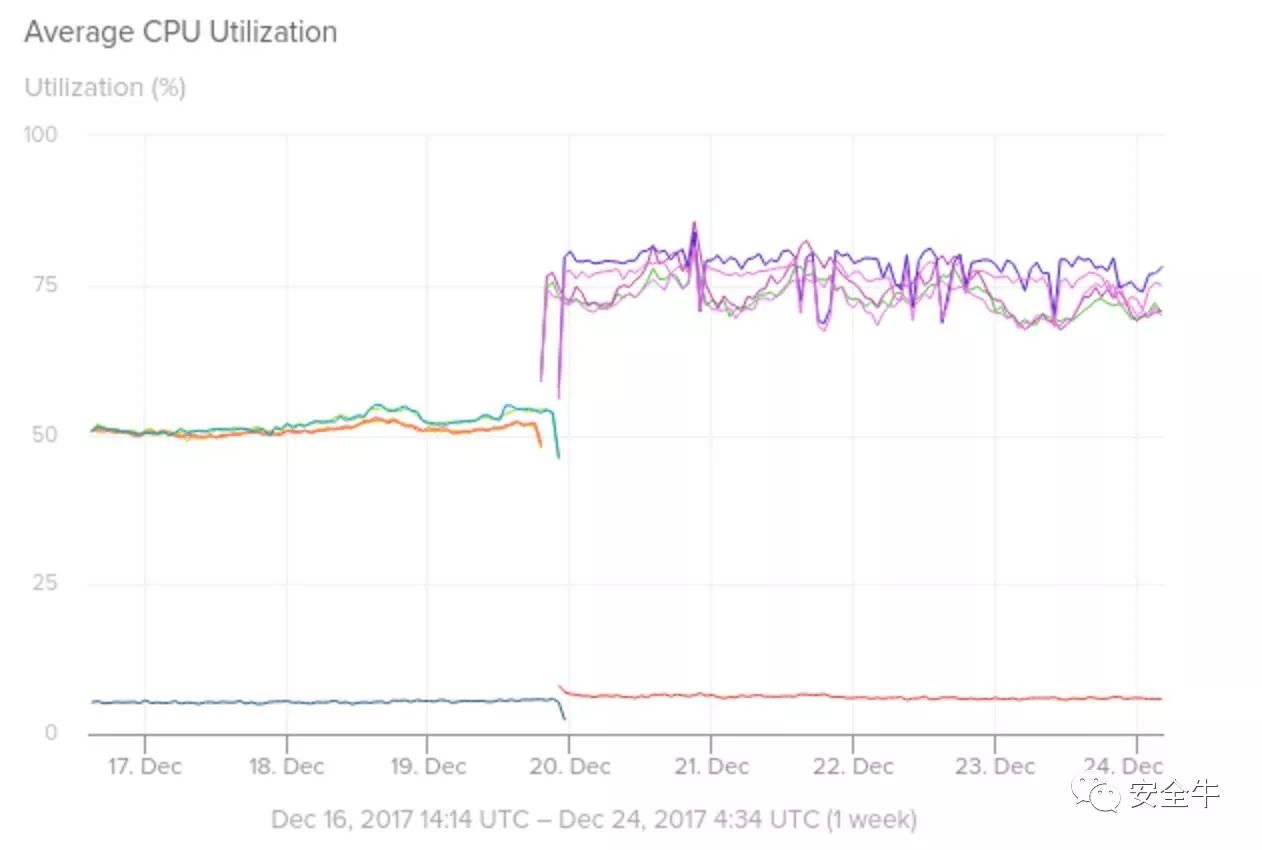 Average CPU Utilization
Utilization (%)
100
75
50
25
0
17. Dec 18. Dec 19. Dec 20. Dec 21. Dec 22. Dec 23. Dec 24. Dec
安全牛
Dec 16, 2017 14:14 UTC – Dec 24, 2017 4:34 UTC (1 week)